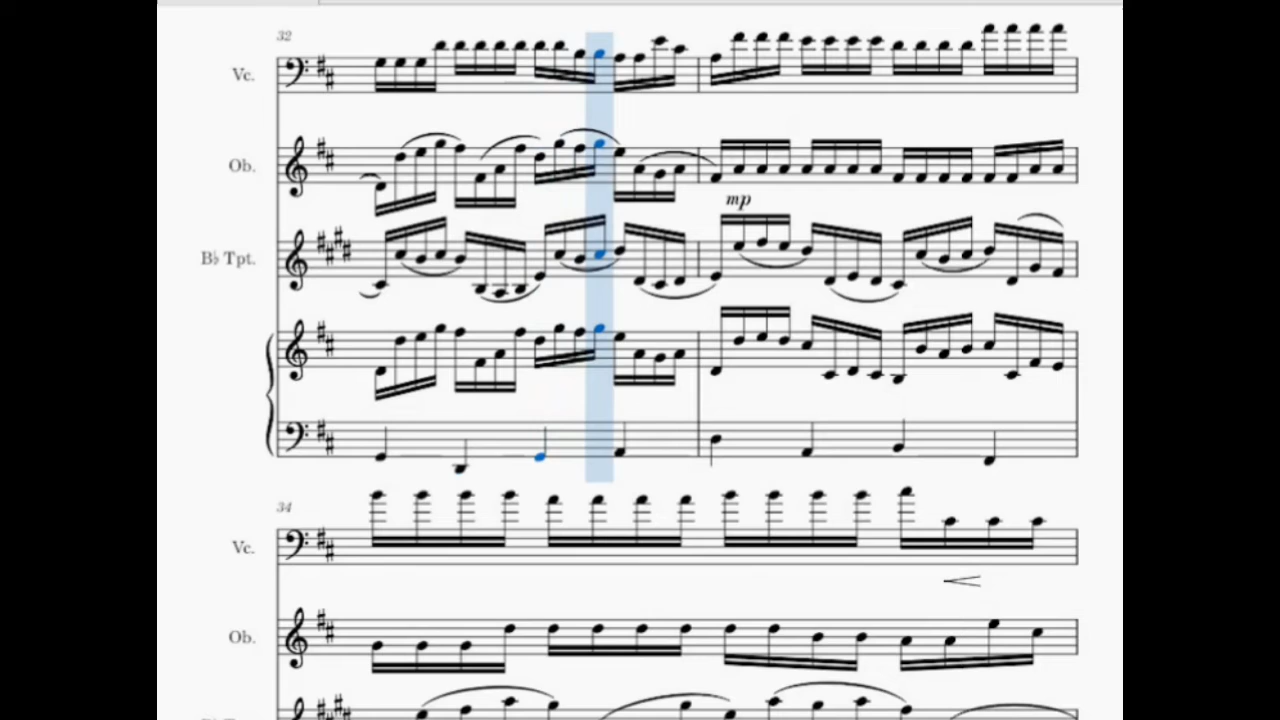 32
Vc.
Ob.
mp
B♭ Tpt.
34
Vc.
Ob.